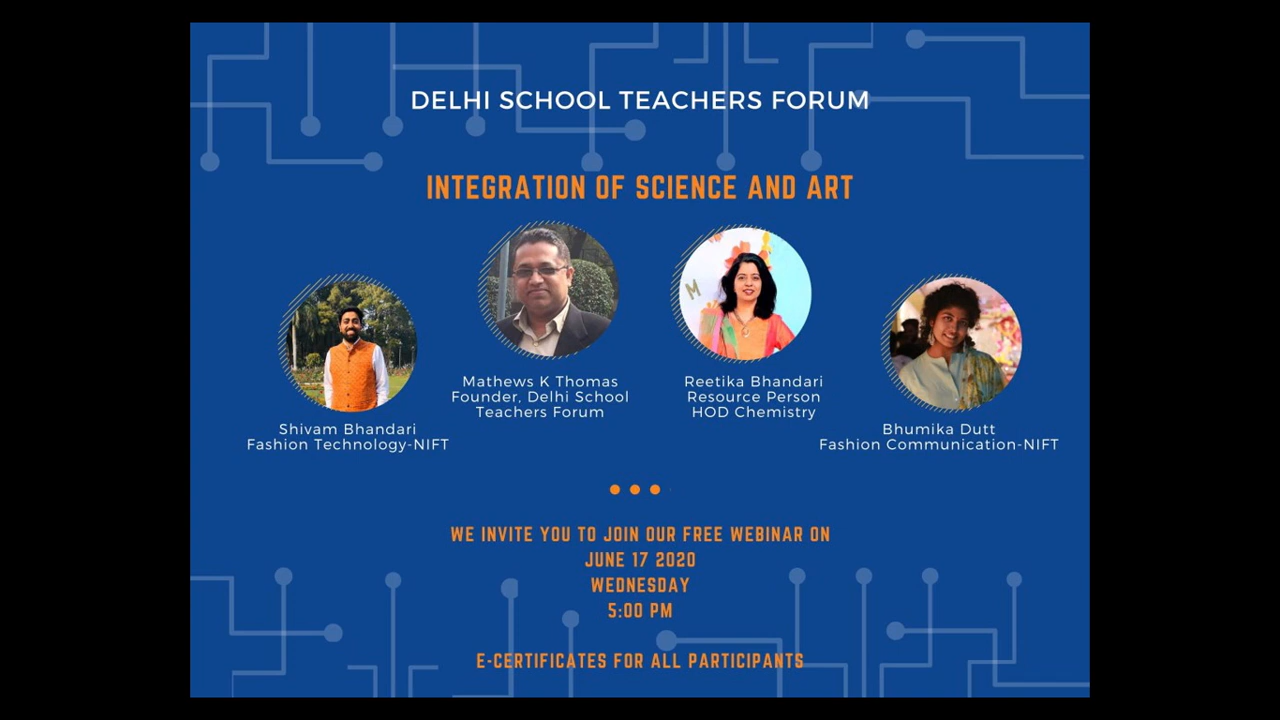 DELHI SCHOOL TEACHERS FORUM
INTEGRATION OF SCIENCE AND ART
M
Mathews K Thomas
Founder, Delhi School
Teachers Forum
Reetika Bhandari
Resource Person
HOD Chemistry
Shivam Bhandari
Fashion Technology-NIFT
Bhumika Dutt
Fashion Communication-NIFT
WE INVITE YOU TO JOIN OUR FREE WEBINAR ON
JUNE 17 2020
WEDNESDAY
5:00 PM
E-CERTIFICATES FOR ALL PARTICIPANTS